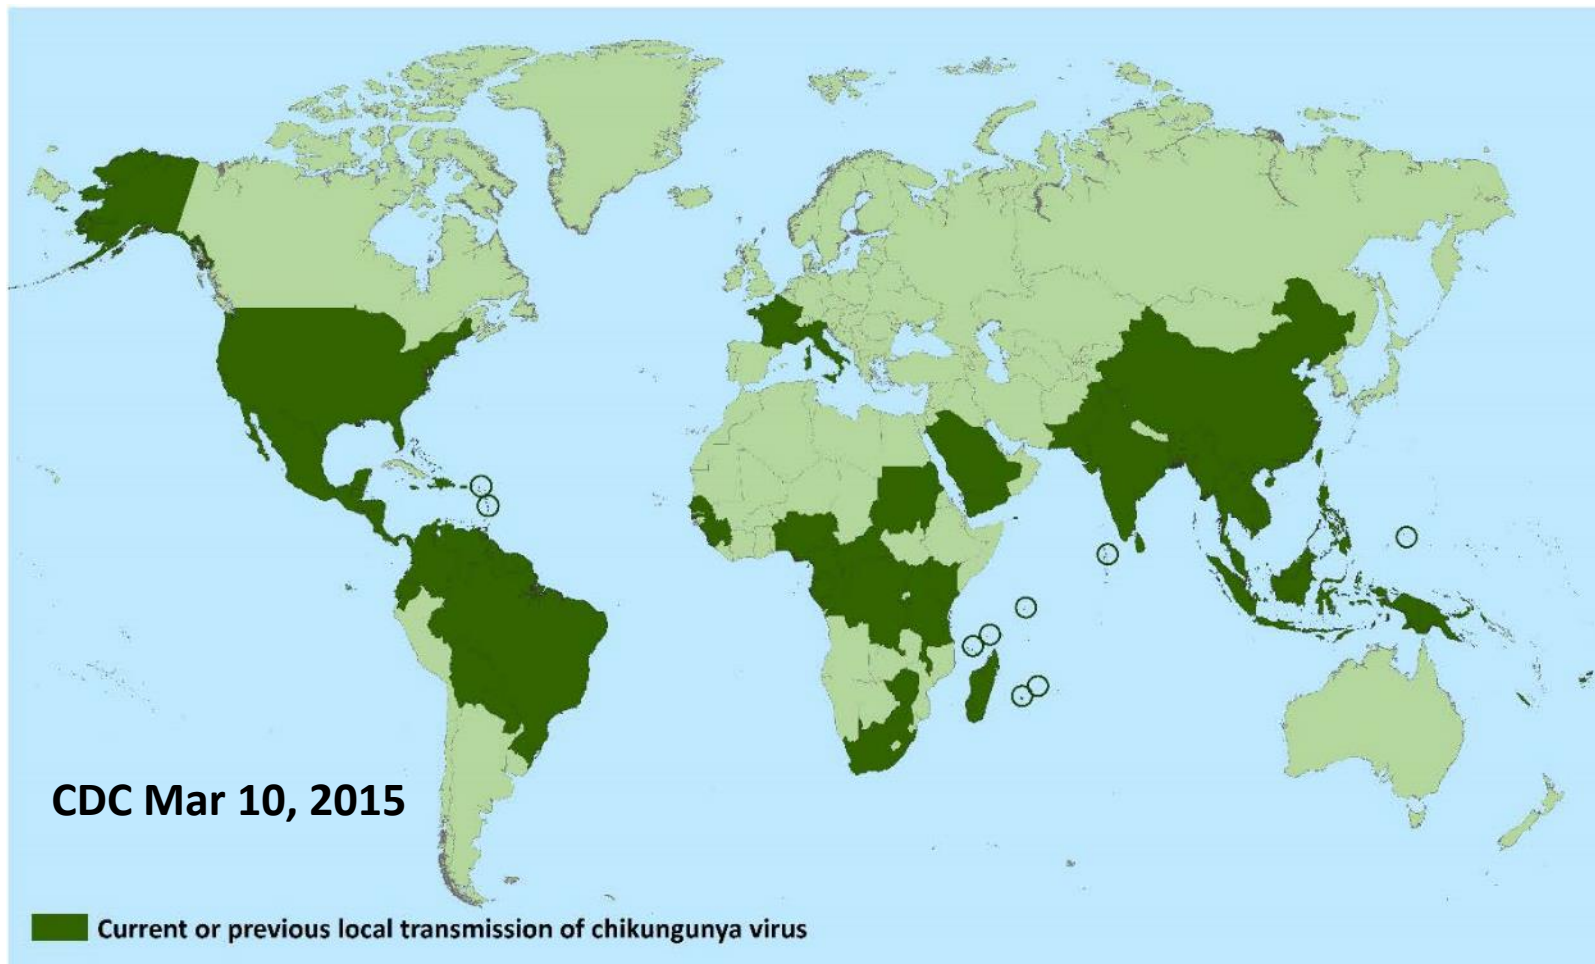 CDC Mar 10, 2015
Current or previous local transmission of chikungunya virus